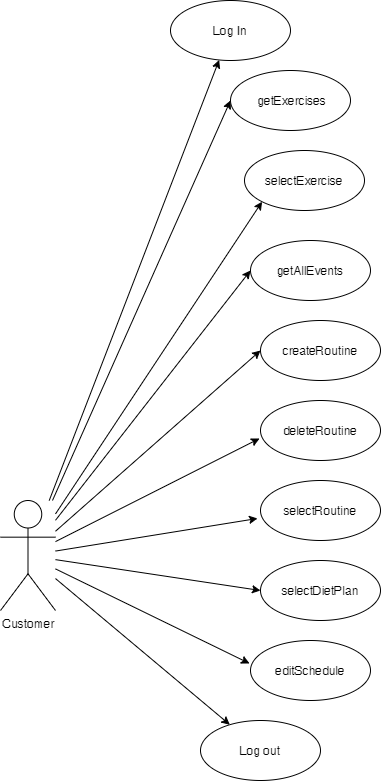 Log In
getExercises
selectExercise
getAllEvents
createRoutine
deleteRoutine
selectRoutine
selectDietPlan
Customer
editSchedule
Log out